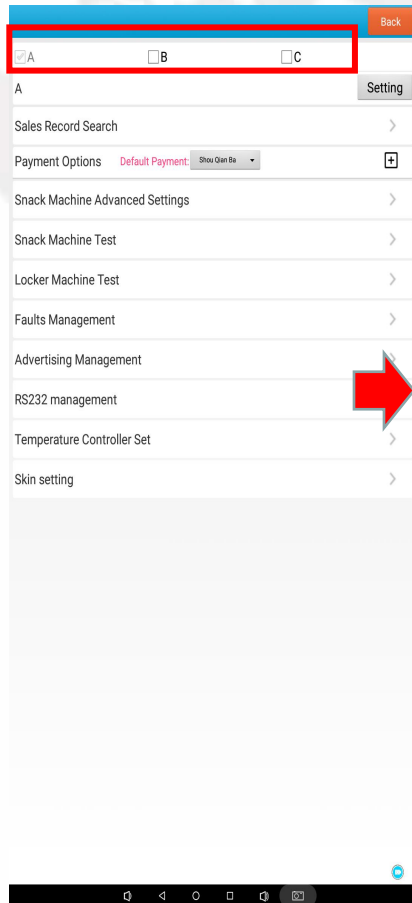 Back
A B C
A Setting
Sales Record Search
Payment Options Default Payment: Shou Qian Ba
Snack Machine Advanced Settings
Snack Machine Test
Locker Machine Test
Faults Management
Advertising Management
RS232 management
Temperature Controller Set
Skin setting